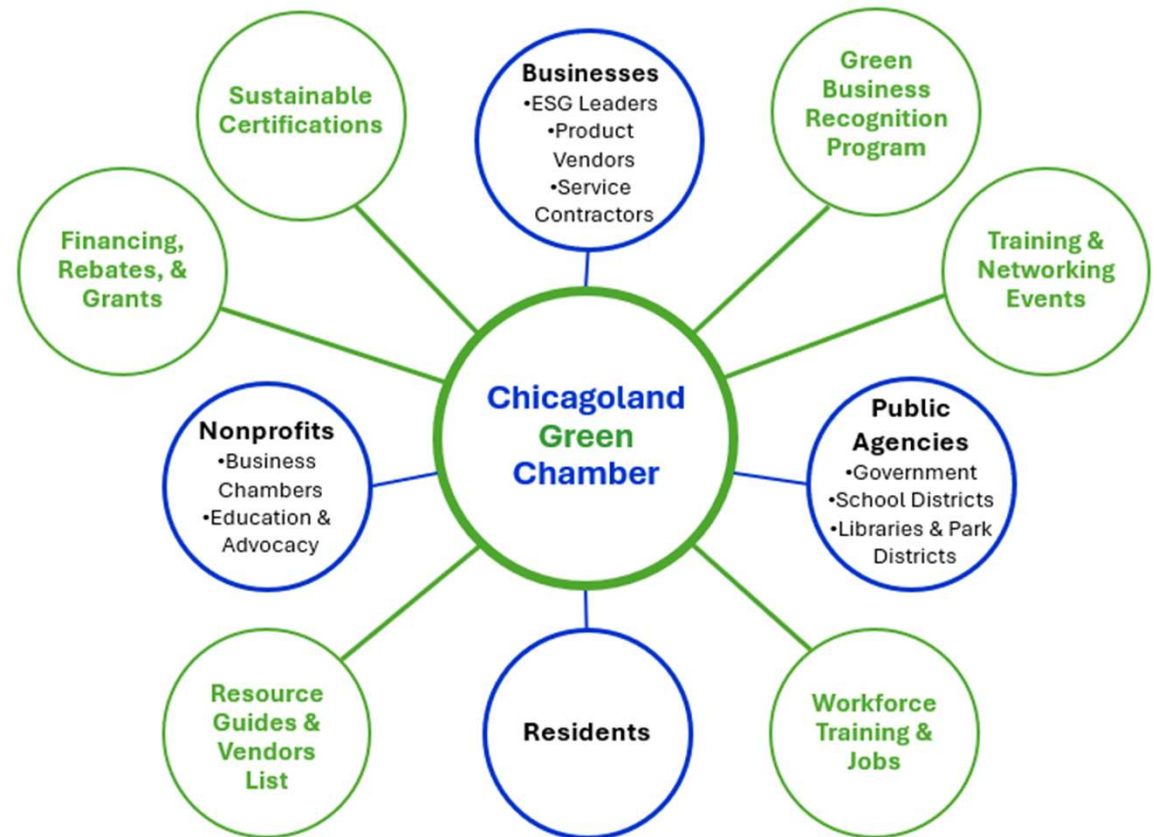 Sustainable
Certifications
Businesses
•ESG Leaders
•Product
Vendors
•Service
Contractors
Green
Business
Recognition
Program
Financing,
Rebates, &
Grants
Training &
Networking
Events
Chicagoland
Green
Chamber
Nonprofits
•Business
Chambers
•Education &
Advocacy
Public
Agencies
•Government
•School Districts
•Libraries & Park
Districts
Resource
Guides &
Vendors
List
Residents
Workforce
Training &
Jobs